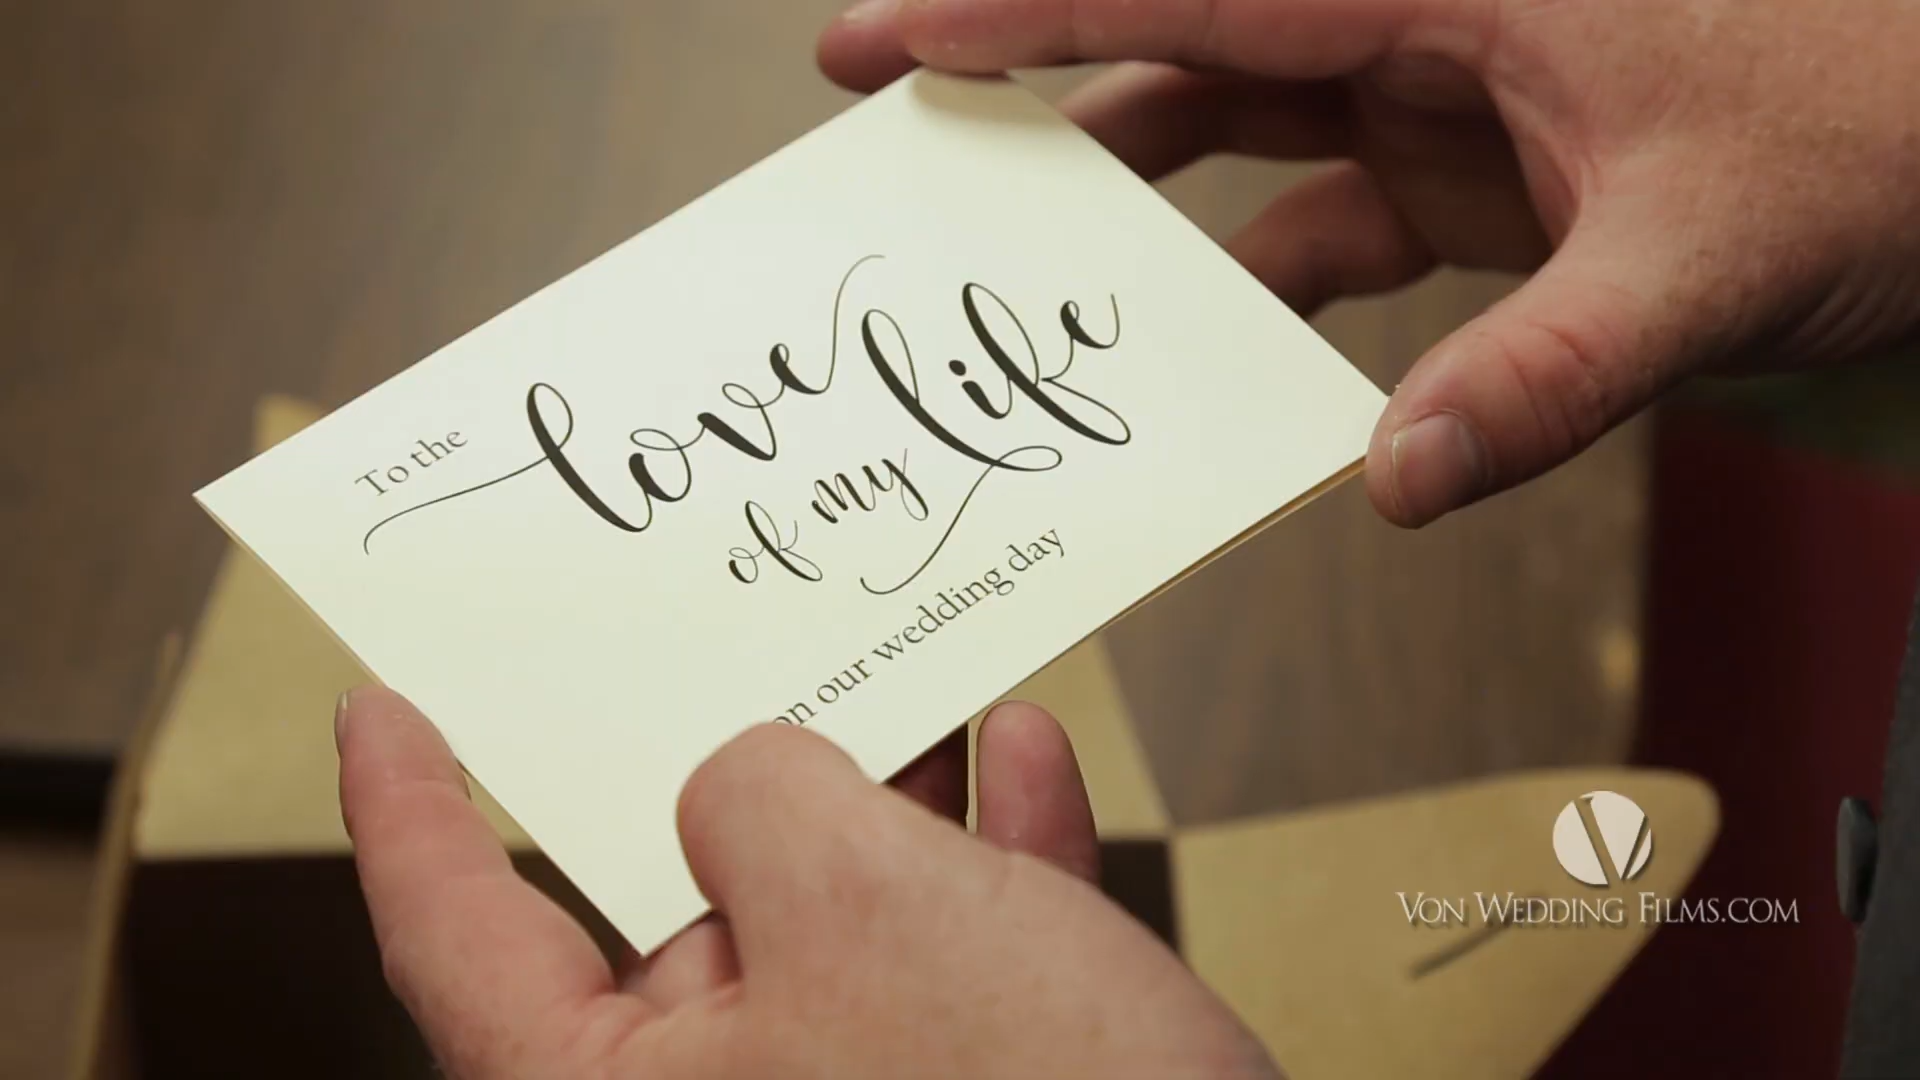 To the love
of my life
on our wedding day
V
VON WEDDING FILMS.COM